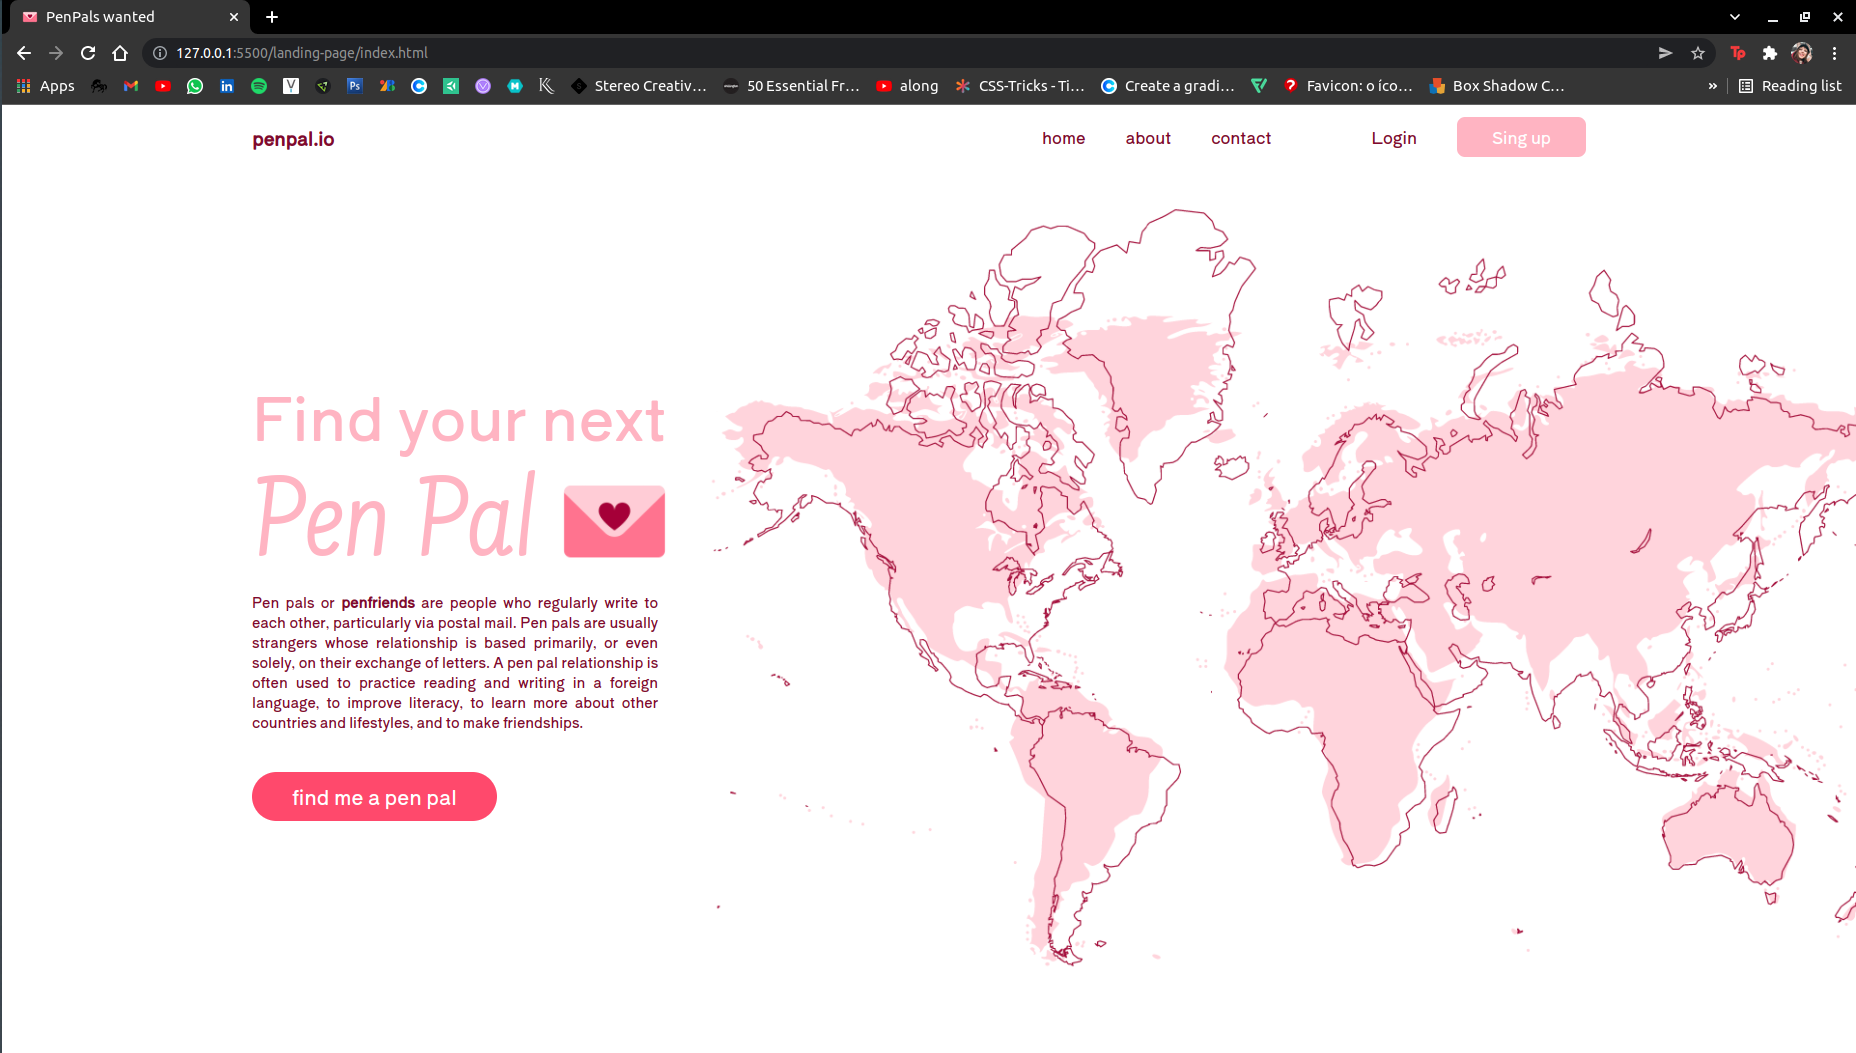 PenPals wanted
127.0.0.1:5500/landing-page/index.html
Apps
Stereo Creativ...
50 Essential Fr...
along
CSS-Tricks - Ti...
Create a gradi...
Favicon: o íco...
Box Shadow C...
»
Reading list
penpal.io
home
about
contact
Login
Sing up
Find your next
Pen Pal
Pen pals or penfriends are people who regularly write to
each other, particularly via postal mail. Pen pals are usually
strangers whose relationship is based primarily, or even
solely, on their exchange of letters. A pen pal relationship is
often used to practice reading and writing in a foreign
language, to improve literacy, to learn more about other
countries and lifestyles, and to make friendships.
find me a pen pal